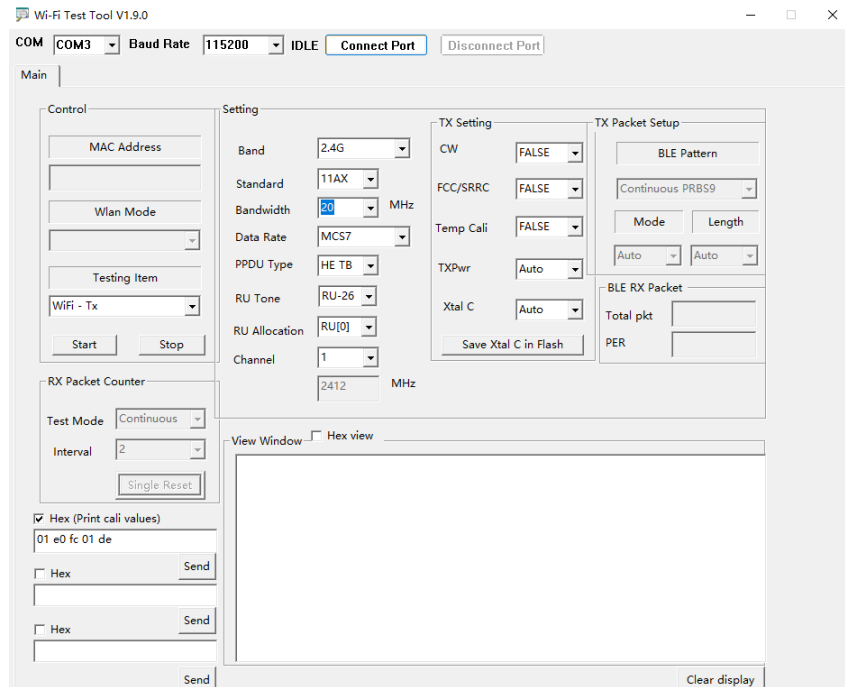 Wi-Fi Test Tool V1.9.0
COM COM3 Baud Rate 115200 IDLE Connect Port Disconnect Port
Main
Control
MAC Address
Wlan Mode
Testing Item
WiFi - Tx
Start Stop
Setting
Band 2.4G
Standard 11AX
Bandwidth 20 MHz
Data Rate MCS7
PPDU Type HE TB
RU Tone RU-26
RU Allocation RU[0]
Channel 1
2412 MHz
TX Setting
CW FALSE
FCC/SRRC FALSE
Temp Cali FALSE
TXPwr Auto
Xtal C Auto
Save Xtal C in Flash
TX Packet Setup
BLE Pattern
Continuous PRBS9
Mode Length
Auto Auto
BLE RX Packet
Total pkt
PER
RX Packet Counter
Test Mode Continuous
Interval 2
Single Reset
Hex (Print cali values)
01 e0 fc 01 de
Send
Hex
Send
Hex
Send
View Window Hex view
Clear display